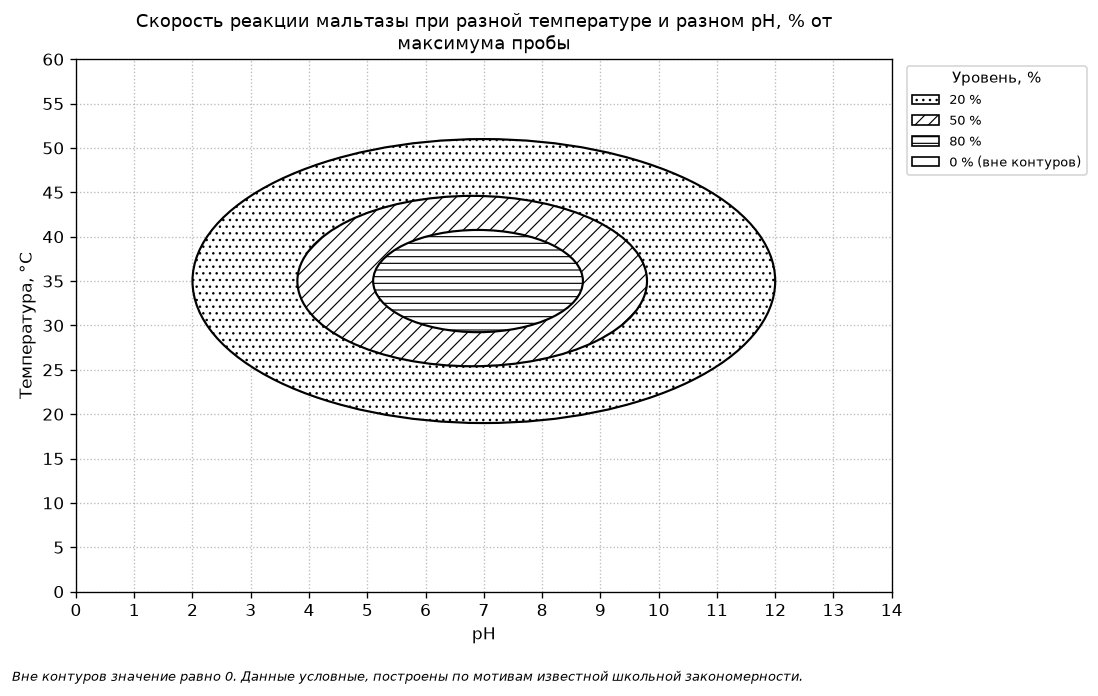 Скорость реакции мальтазы при разной температуре и разном pH, % от
максимума пробы
Уровень, %
20 %
50 %
80 %
0 % (вне контуров)
Температура, °C
60
55
50
45
40
35
30
25
20
15
10
5
0
0 1 2 3 4 5 6 7 8 9 10 11 12 13 14
pH
Вне контуров значение равно 0. Данные условные, построены по мотивам известной школьной закономерности.